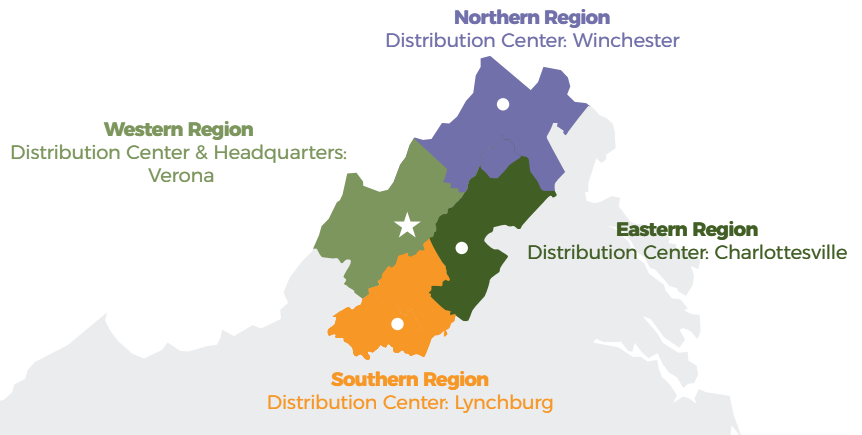 Northern Region
Distribution Center: Winchester
Western Region
Distribution Center & Headquarters:
Verona
Eastern Region
Distribution Center: Charlottesville
Southern Region
Distribution Center: Lynchburg